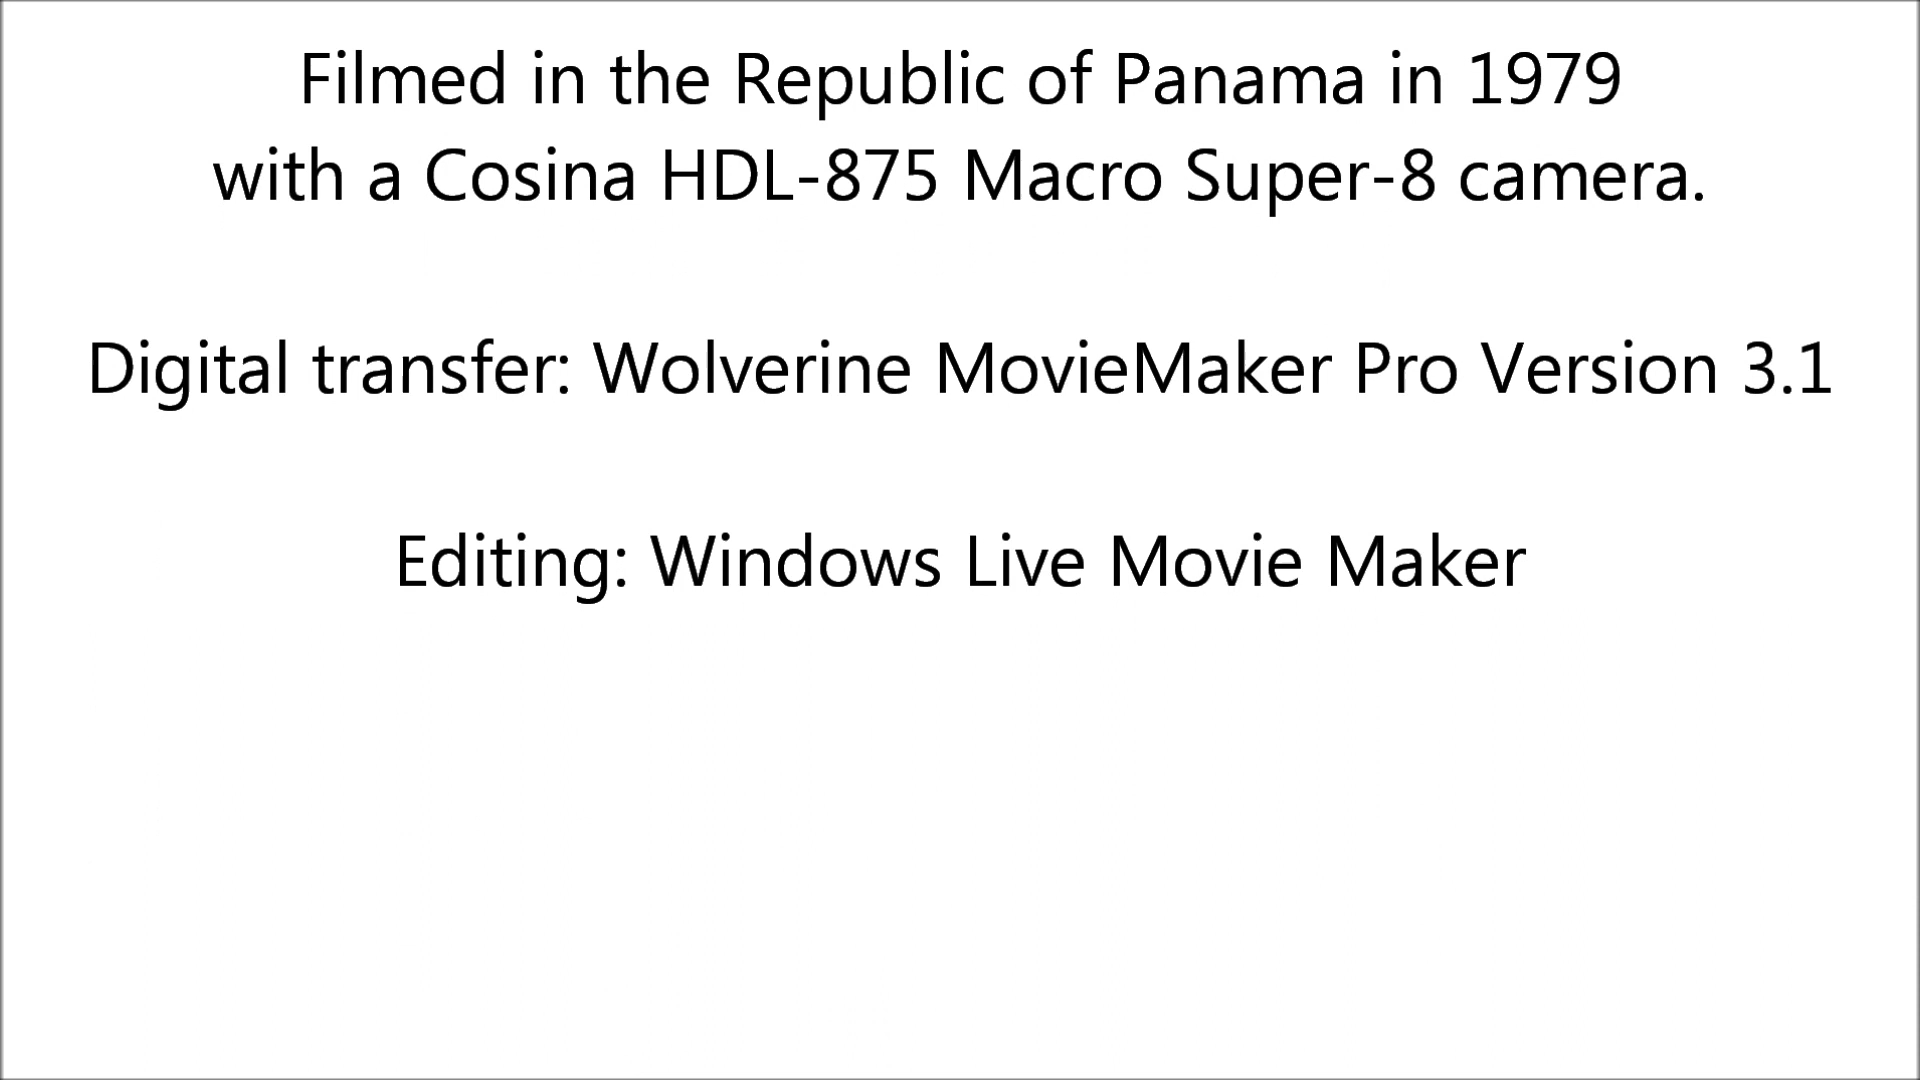 Filmed in the Republic of Panama in 1979
with a Cosina HDL-875 Macro Super-8 camera.
Digital transfer: Wolverine MovieMaker Pro Version 3.1
Editing: Windows Live Movie Maker